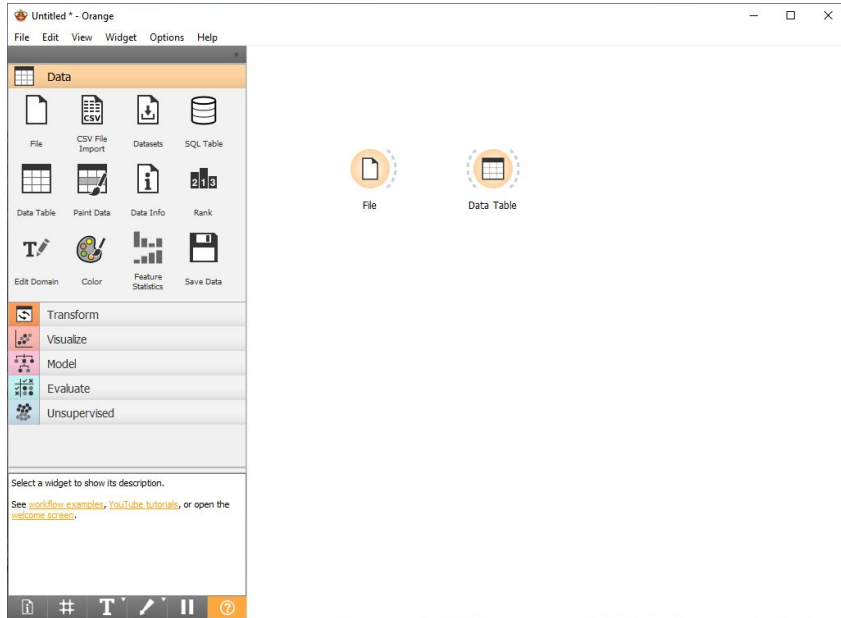 Untitled * - Orange
File Edit View Widget Options Help
Data
File
CSV File Import
Datasets
SQL Table
Data Table
Paint Data
Data Info
Rank
Edit Domain
Color
Feature Statistics
Save Data
Transform
Visualize
Model
Evaluate
Unsupervised
Select a widget to show its description.
See workflow examples, YouTube tutorials, or open the
welcome screen.
File
Data Table